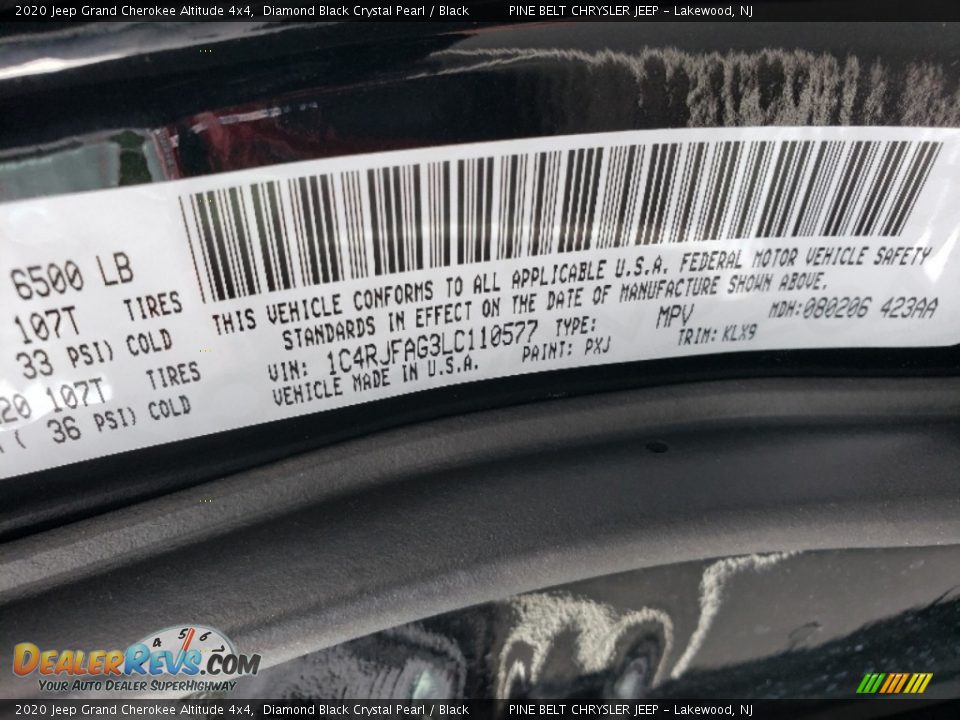 2020 Jeep Grand Cherokee Altitude 4x4, Diamond Black Crystal Pearl / Black PINE BELT CHRYSLER JEEP - Lakewood, NJ
6500 LB
107T TIRES
33 PSI) COLD
20 107T TIRES
( 36 PSI) COLD
THIS VEHICLE CONFORMS TO ALL APPLICABLE U.S.A. FEDERAL MOTOR VEHICLE SAFETY
STANDARDS IN EFFECT ON THE DATE OF MANUFACTURE SHOWN ABOVE.
VIN: 1C4RJFAG3LC110577 TYPE: MPV MDH:080206 423AA
VEHICLE MADE IN U.S.A. PAINT: PXJ TRIM: KLX9
4 5 6
DEALERREVS.COM
YOUR AUTO DEALER SUPERHIGHWAY
2020 Jeep Grand Cherokee Altitude 4x4, Diamond Black Crystal Pearl / Black PINE BELT CHRYSLER JEEP - Lakewood, NJ